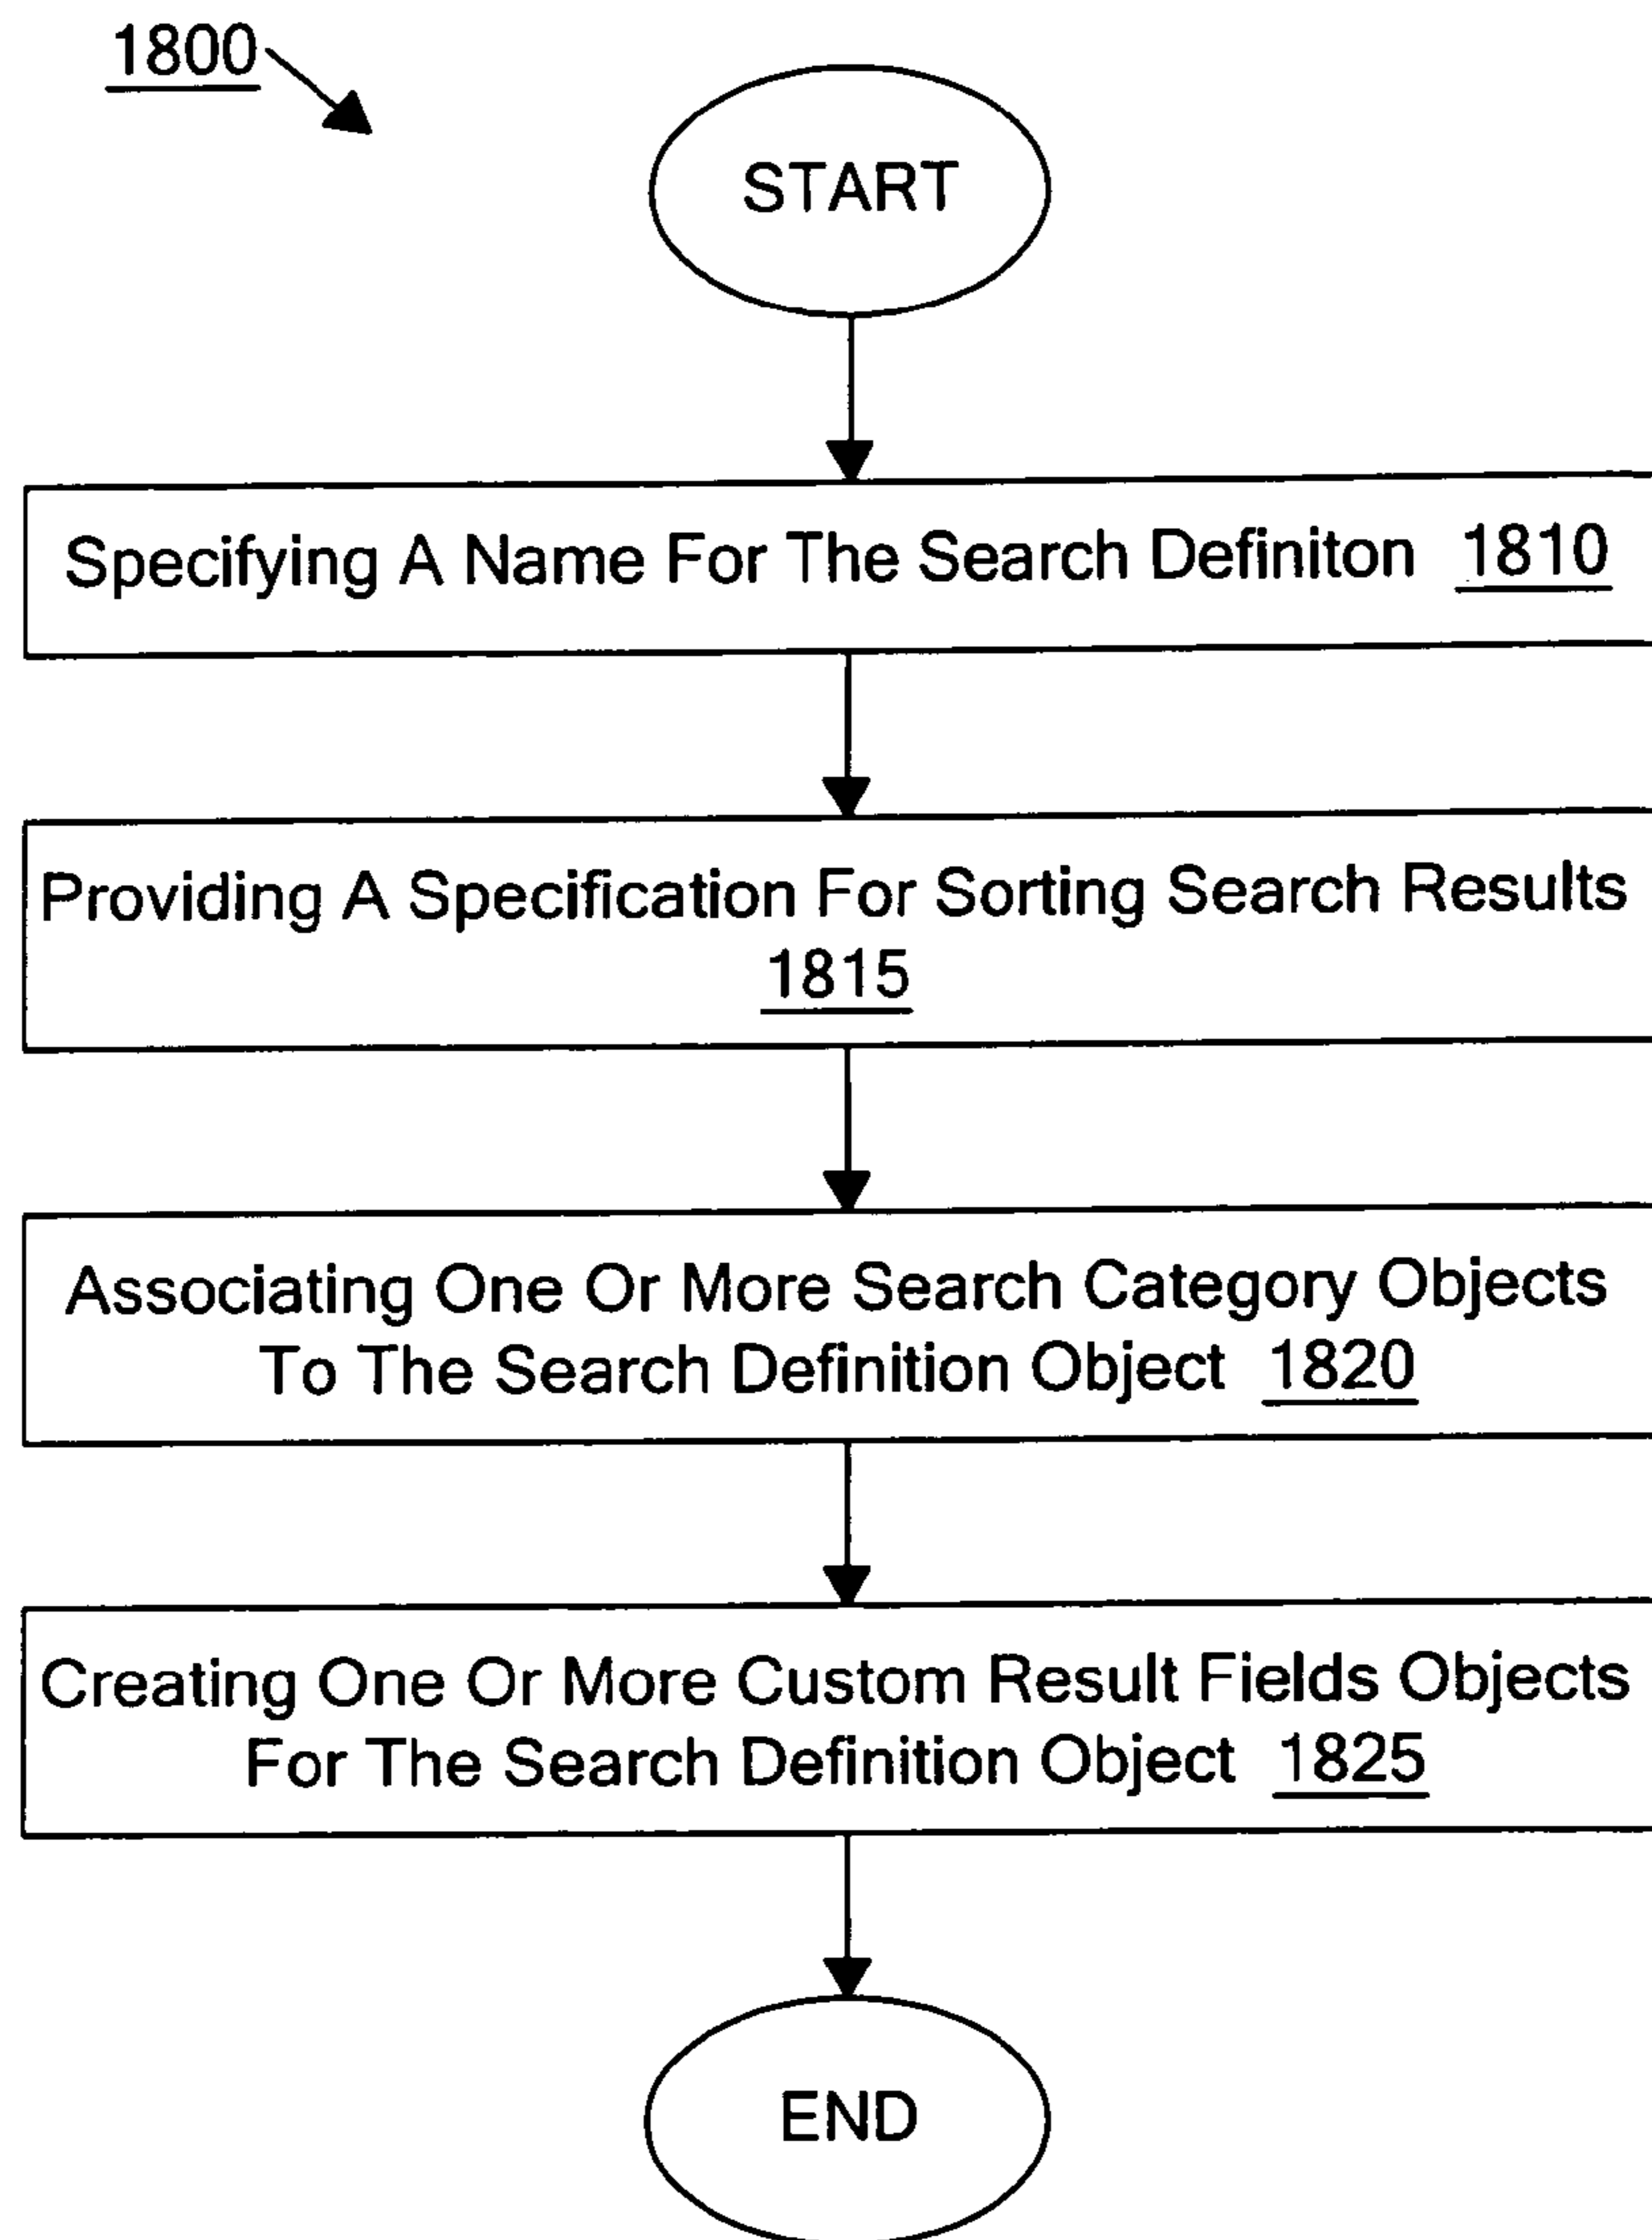 1800
START
Specifying A Name For The Search Definiton 1810
Providing A Specification For Sorting Search Results
1815
Associating One Or More Search Category Objects
To The Search Definition Object 1820
Creating One Or More Custom Result Fields Objects
For The Search Definition Object 1825
END